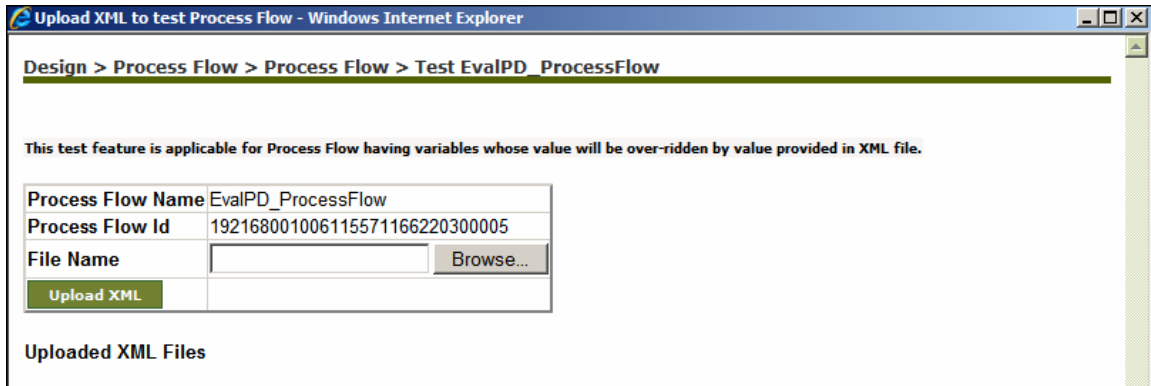 Upload XML to test Process Flow - Windows Internet Explorer
Design > Process Flow > Process Flow > Test EvalPD_ProcessFlow
This test feature is applicable for Process Flow having variables whose value will be over-ridden by value provided in XML file.
Process Flow Name EvalPD_ProcessFlow
Process Flow Id 192168001006115571166220300005
File Name Browse...
Upload XML
Uploaded XML Files